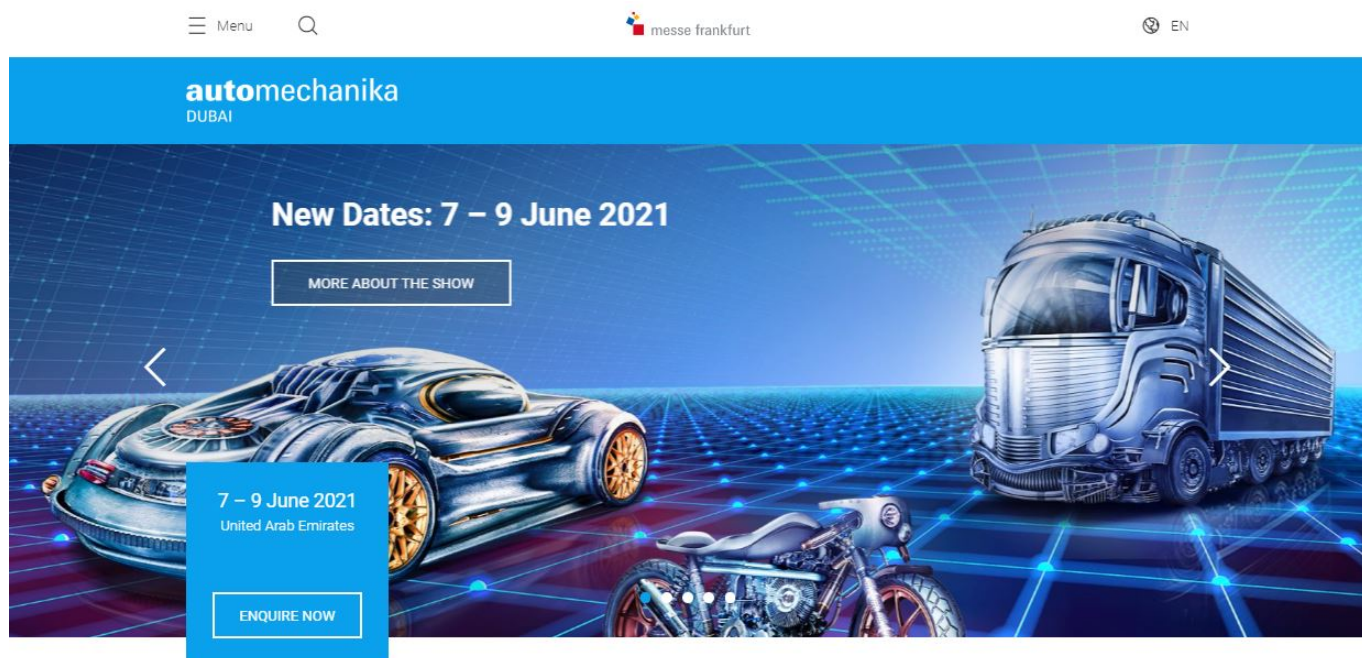 Menu
messe frankfurt
EN
automechanika
DUBAI
New Dates: 7 – 9 June 2021
MORE ABOUT THE SHOW
7 – 9 June 2021
United Arab Emirates
ENQUIRE NOW